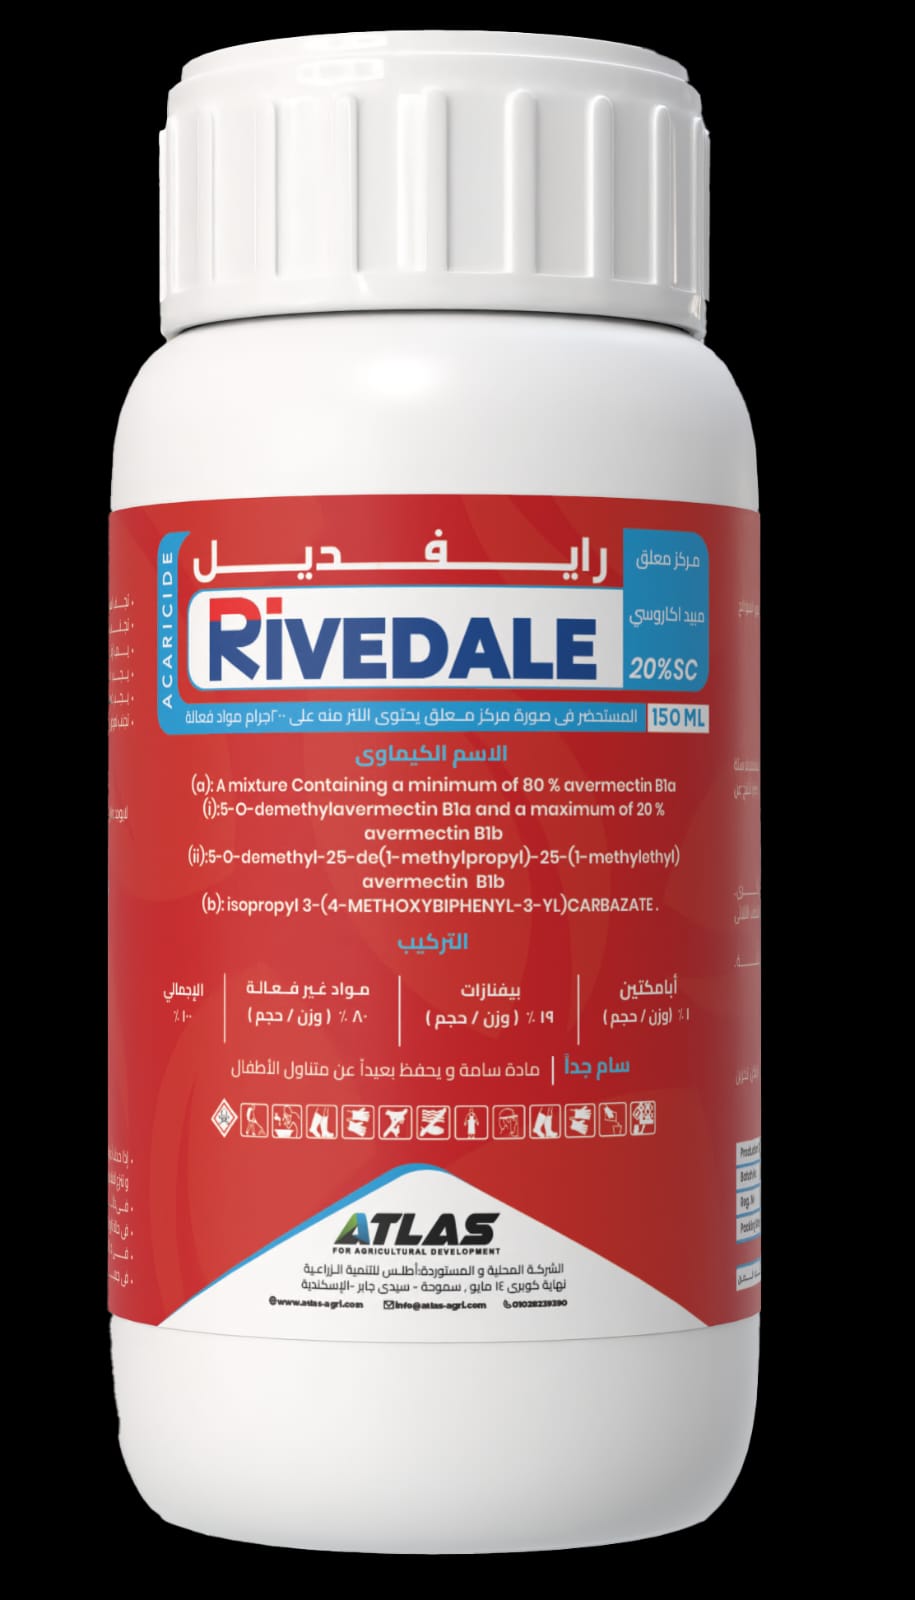 رايفديل
ACARICIDE
RiVEDALE
مركز معلق
مبيد اكاروسي
20%SC
المستحضر فى صورة مركز معلق يحتوى اللتر منه على ٢٠٠جرام مواد فعالة
150 ML
الاسم الكيماوى
(a): A mixture Containing a minimum of 80 % avermectin B1a
(i):5-O-demethylavermectin B1a and a maximum of 20 %
avermectin B1b
(ii):5-O-demethyl-25-de(1-methylpropyl)-25-(1-methylethyl)
avermectin B1b
(b): isopropyl 3-(4-METHOXYBIPHENYL-3-YL)CARBAZATE.
التركيب
أبامكتين
١ ٪ (وزن / حجم)
بيفنازات
١٩ ٪ (وزن / حجم)
مواد غير فعالة
٨٠ ٪ (وزن / حجم)
الإجمالي
١٠٠ ٪
سام جداً | مادة سامة و يحفظ بعيداً عن متناول الأطفال
ATLAS
FOR AGRICULTURAL DEVELOPMENT
الشركة المحلية و المستوردة:أطلس للتنمية الزراعية
نهاية كوبرى ١٤ مايو , سموحة - سيدى جابر -الإسكندرية
www.atlas-agri.com info@atlas-agri.com 01028239390